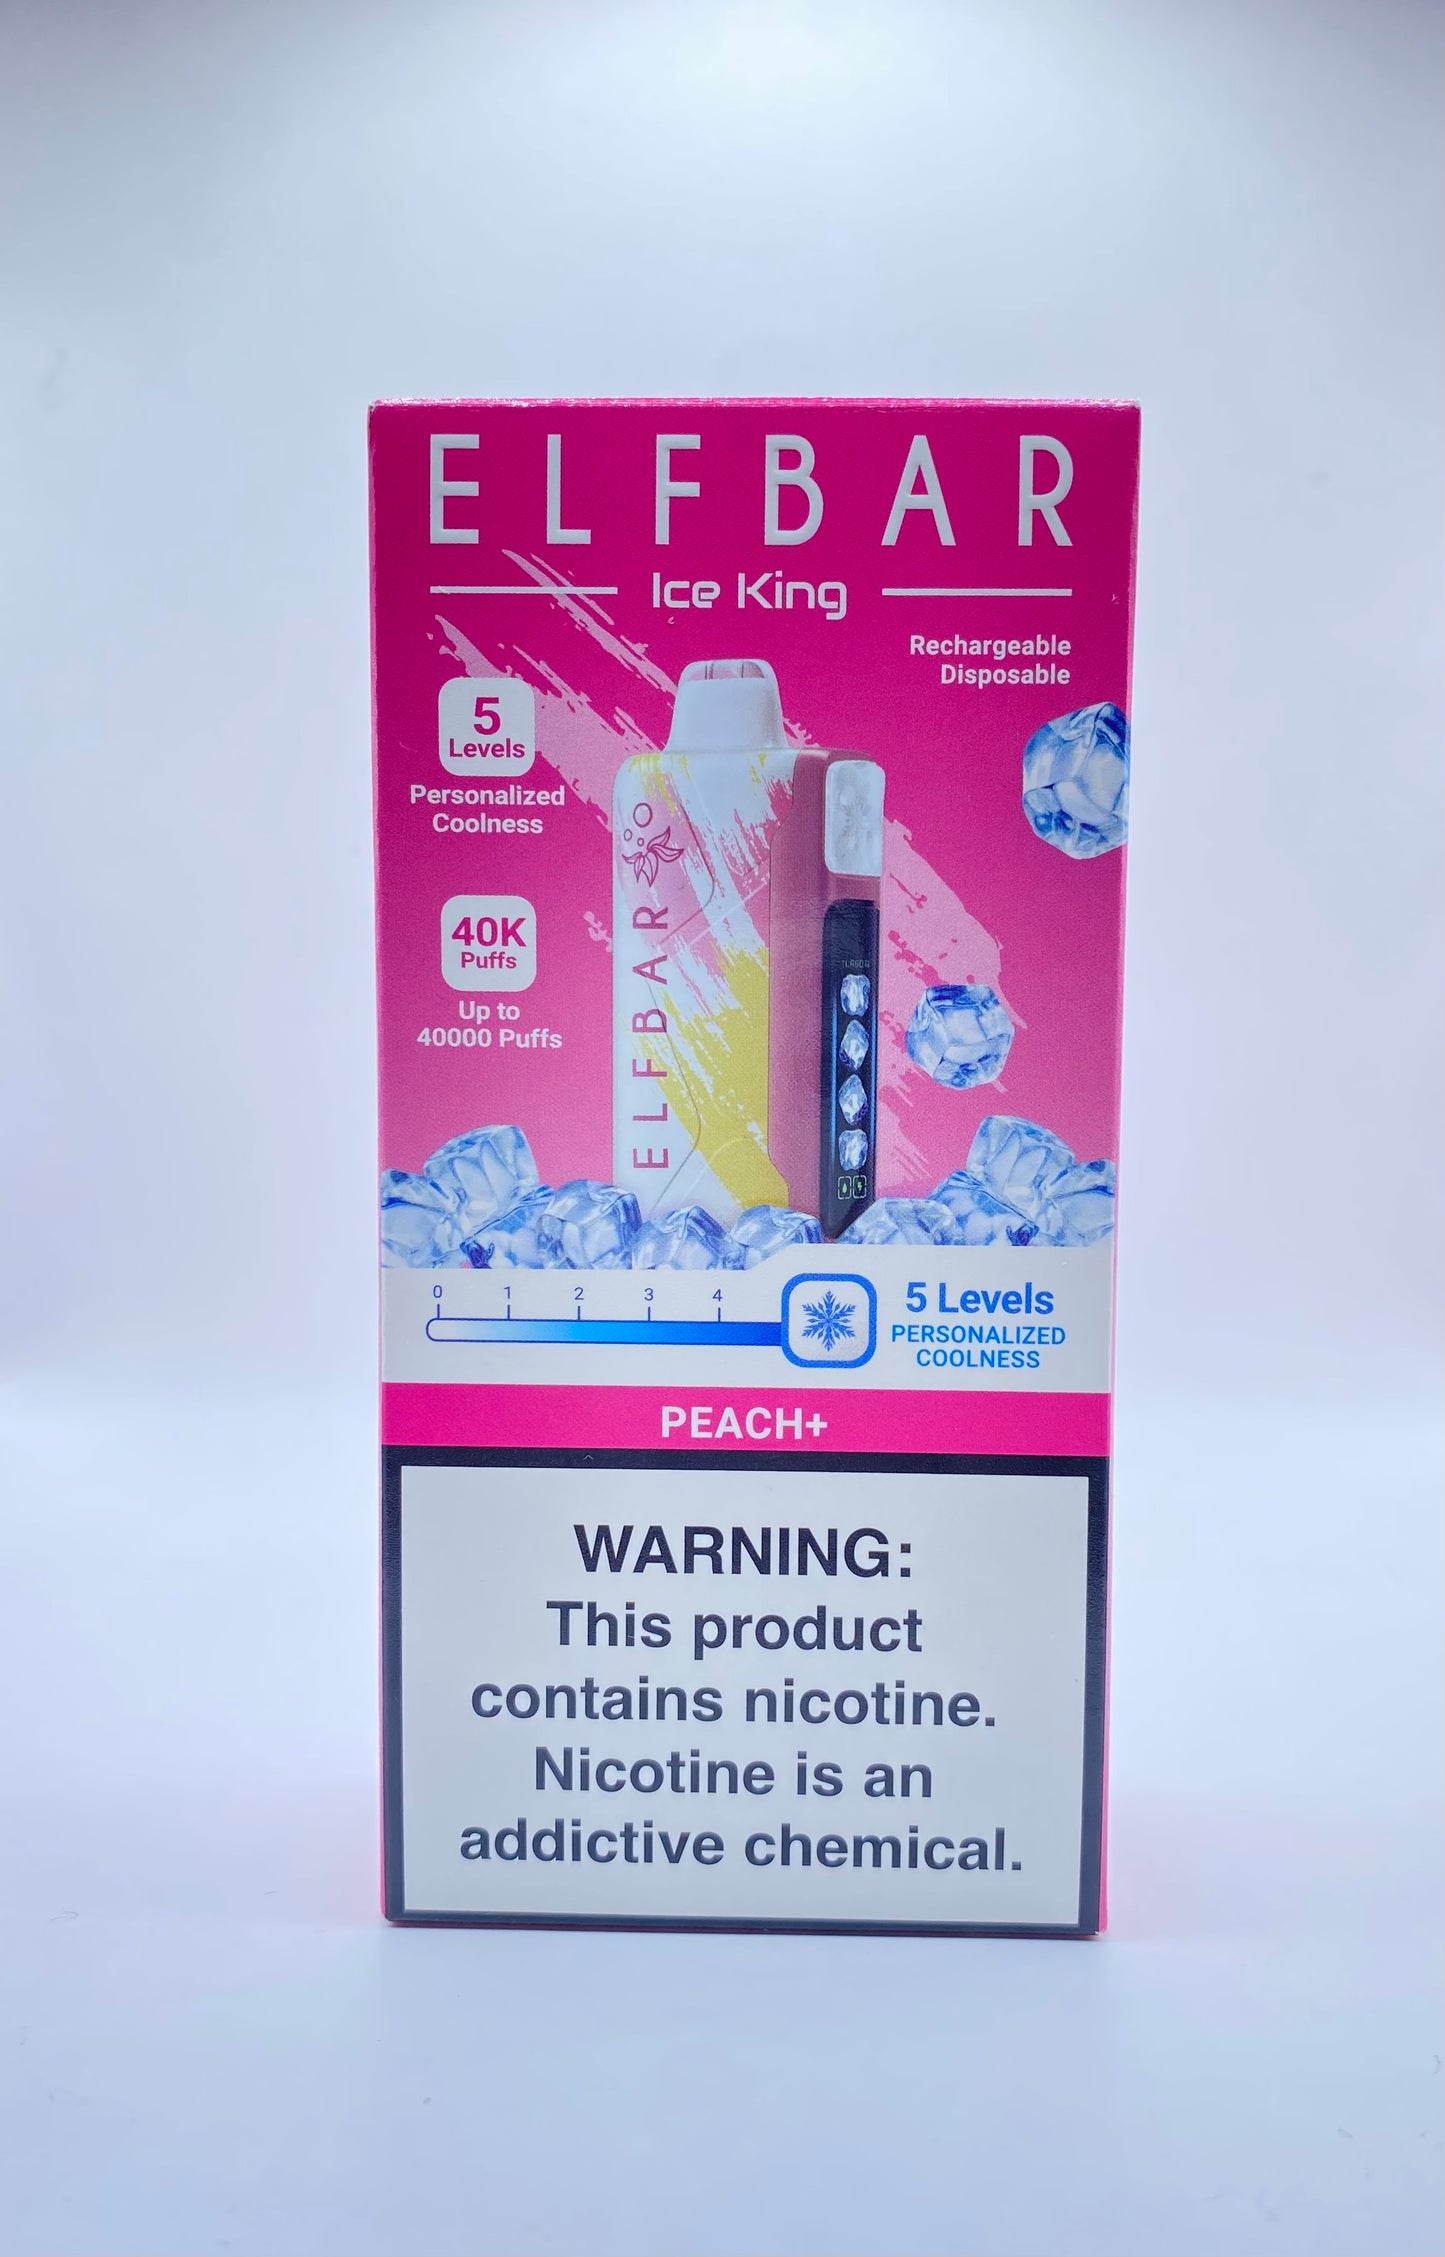 ELFBAR
Ice King
Rechargeable
Disposable
5
Levels
Personalized
Coolness
40K
Puffs
Up to
40000 Puffs
ELFBAR
0 1 2 3 4
5 Levels
PERSONALIZED
COOLNESS
PEACH+
WARNING:
This product
contains nicotine.
Nicotine is an
addictive chemical.